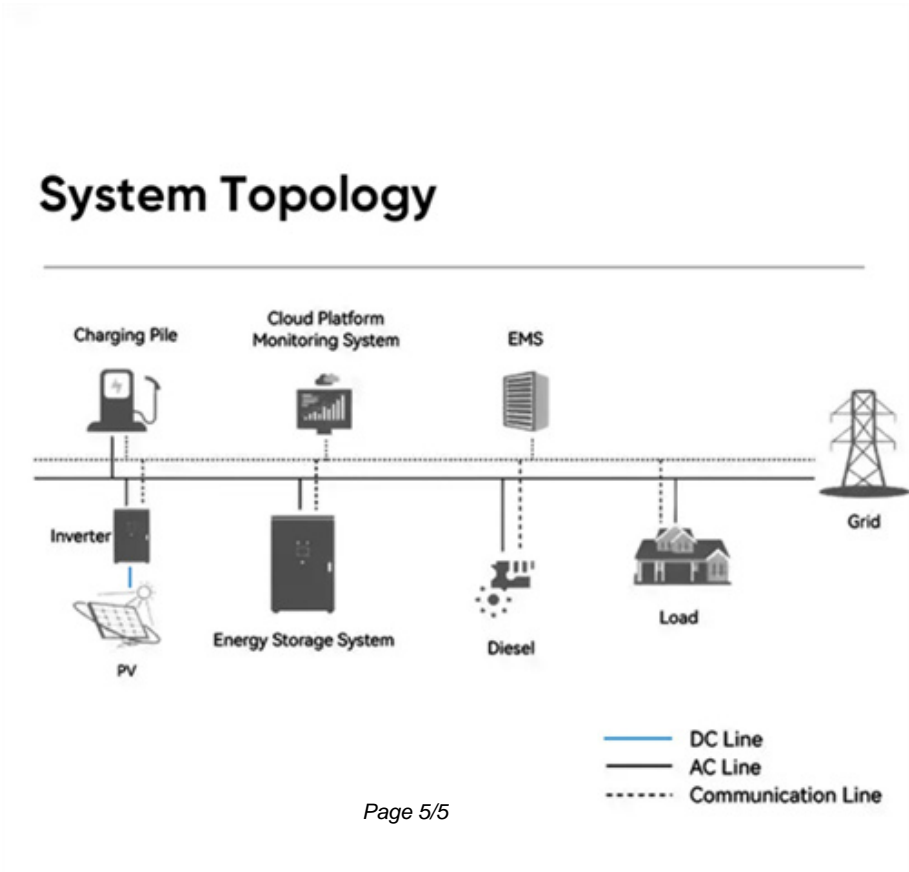 System Topology
Charging Pile
Cloud Platform
Monitoring System
EMS
Inverter
Grid
PV
Energy Storage System
Diesel
Load
DC Line
AC Line
Communication Line
Page 5/5